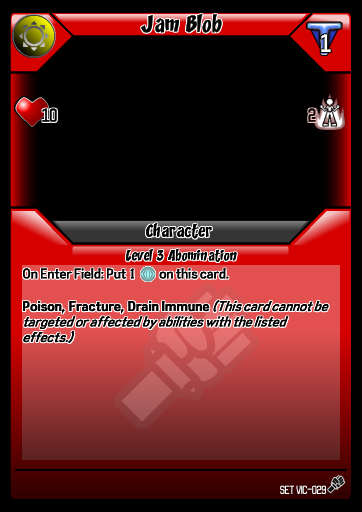 Jam Blob
1
10
2
Character
Level 3 Abomination
On Enter Field: Put 1 on this card.
Poison, Fracture, Drain Immune (This card cannot be
targeted or affected by abilities with the listed
effects.)
SET VIC-029